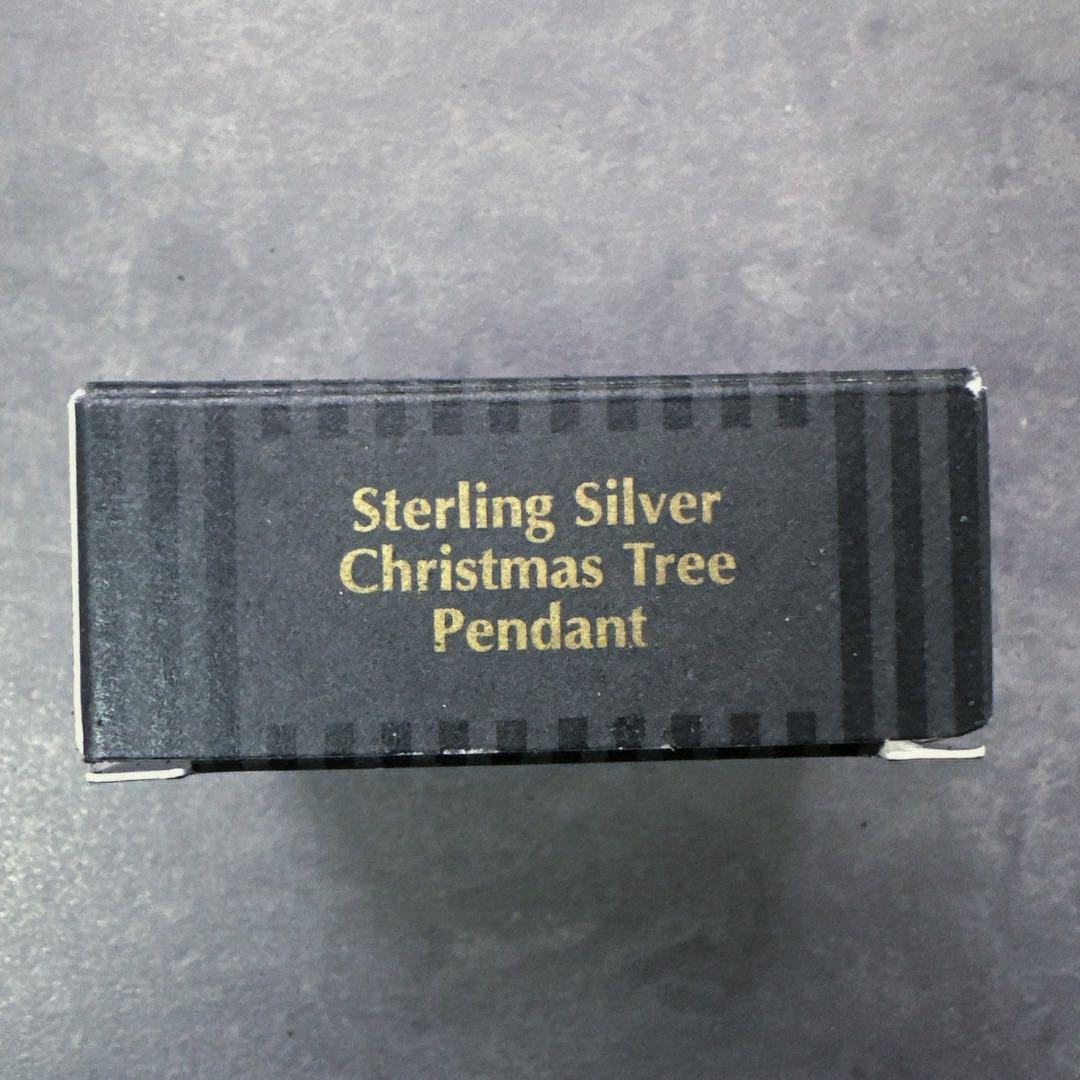 Sterling Silver
Christmas Tree
Pendant